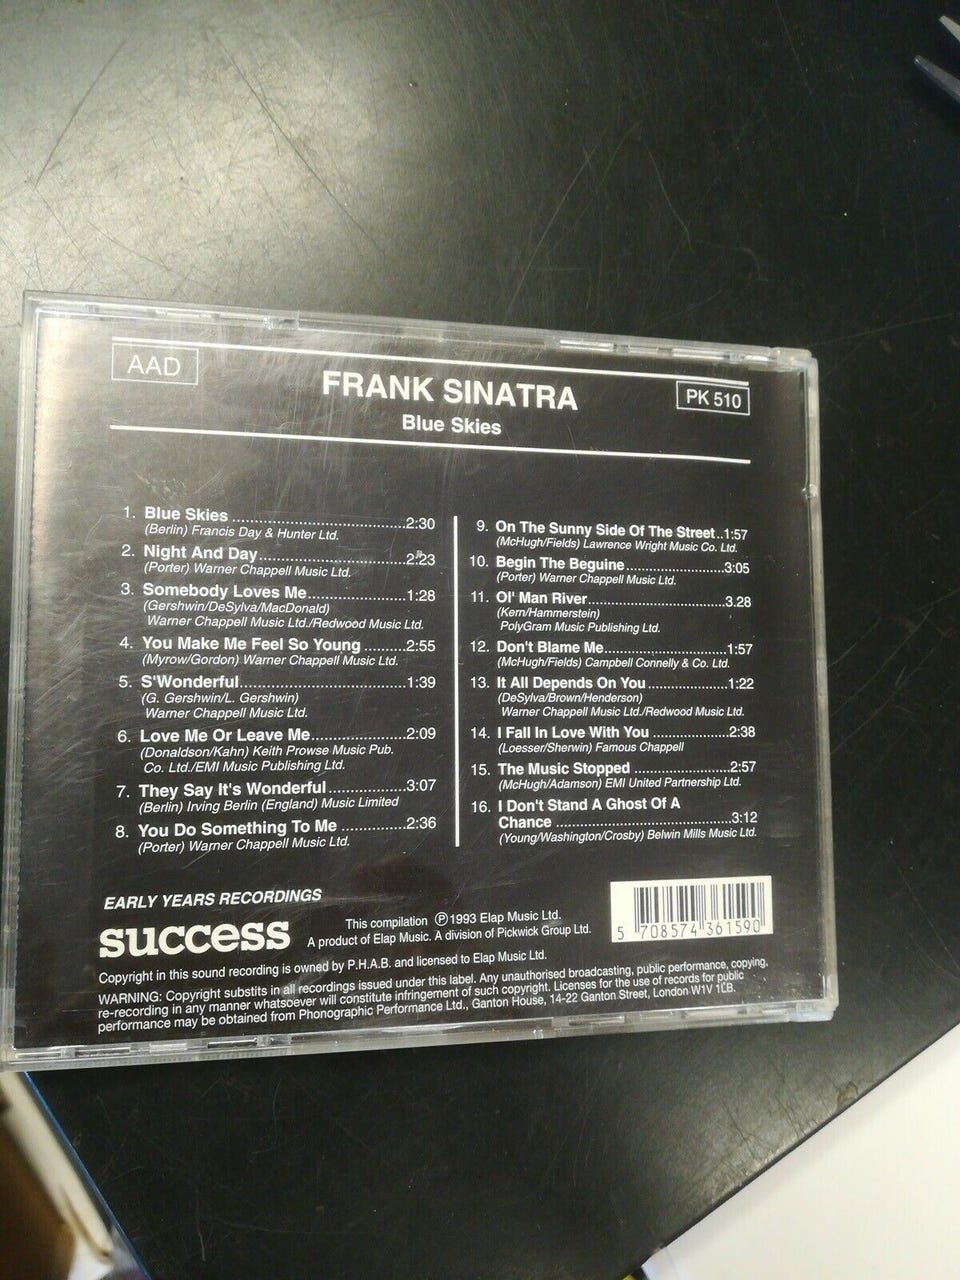 AAD
FRANK SINATRA
PK 510
Blue Skies
1. Blue Skies ........................................2:30
(Berlin) Francis Day & Hunter Ltd.
2. Night And Day..................................2:23
(Porter) Warner Chappell Music Ltd.
3. Somebody Loves Me.......................1:28
(Gershwin/DeSylva/MacDonald)
Warner Chappell Music Ltd./Redwood Music Ltd.
4. You Make Me Feel So Young ..........2:55
(Myrow/Gordon) Warner Chappell Music Ltd.
5. S'Wonderful......................................1:39
(G. Gershwin/L. Gershwin)
Warner Chappell Music Ltd.
6. Love Me Or Leave Me......................2:09
(Donaldson/Kahn) Keith Prowse Music Pub.
Co. Ltd./EMI Music Publishing Ltd.
7. They Say It's Wonderful..................3:07
(Berlin) Irving Berlin (England) Music Limited
8. You Do Something To Me ...............2:36
(Porter) Warner Chappell Music Ltd.
9. On The Sunny Side Of The Street..1:57
(McHugh/Fields) Lawrence Wright Music Co. Ltd.
10. Begin The Beguine.......................3:05
(Porter) Warner Chappell Music Ltd.
11. Ol' Man River................................3.28
(Kern/Hammerstein)
PolyGram Music Publishing Ltd.
12. Don't Blame Me............................1:57
(McHugh/Fields) Campbell Connelly & Co. Ltd.
13. It All Depends On You ..................1:22
(DeSylva/Brown/Henderson)
Warner Chappell Music Ltd./Redwood Music Ltd.
14. I Fall In Love With You ..................2:38
(Loesser/Sherwin) Famous Chappell
15. The Music Stopped ......................2:57
(McHugh/Adamson) EMI United Partnership Ltd.
16. I Don't Stand A Ghost Of A
Chance ........................................3:12
(Young/Washington/Crosby) Belwin Mills Music Ltd.
EARLY YEARS RECORDINGS
success
This compilation ℗1993 Elap Music Ltd.
A product of Elap Music. A division of Pickwick Group Ltd.
5 708574 361590
Copyright in this sound recording is owned by P.H.A.B. and licensed to Elap Music Ltd.
WARNING: Copyright substits in all recordings issued under this label. Any unauthorised broadcasting, public performance, copying,
re-recording in any manner whatsoever will constitute infringement of such copyright. Licenses for the use of records for public
performance may be obtained from Phonographic Performance Ltd., Ganton House, 14-22 Ganton Street, London W1V 1LB.